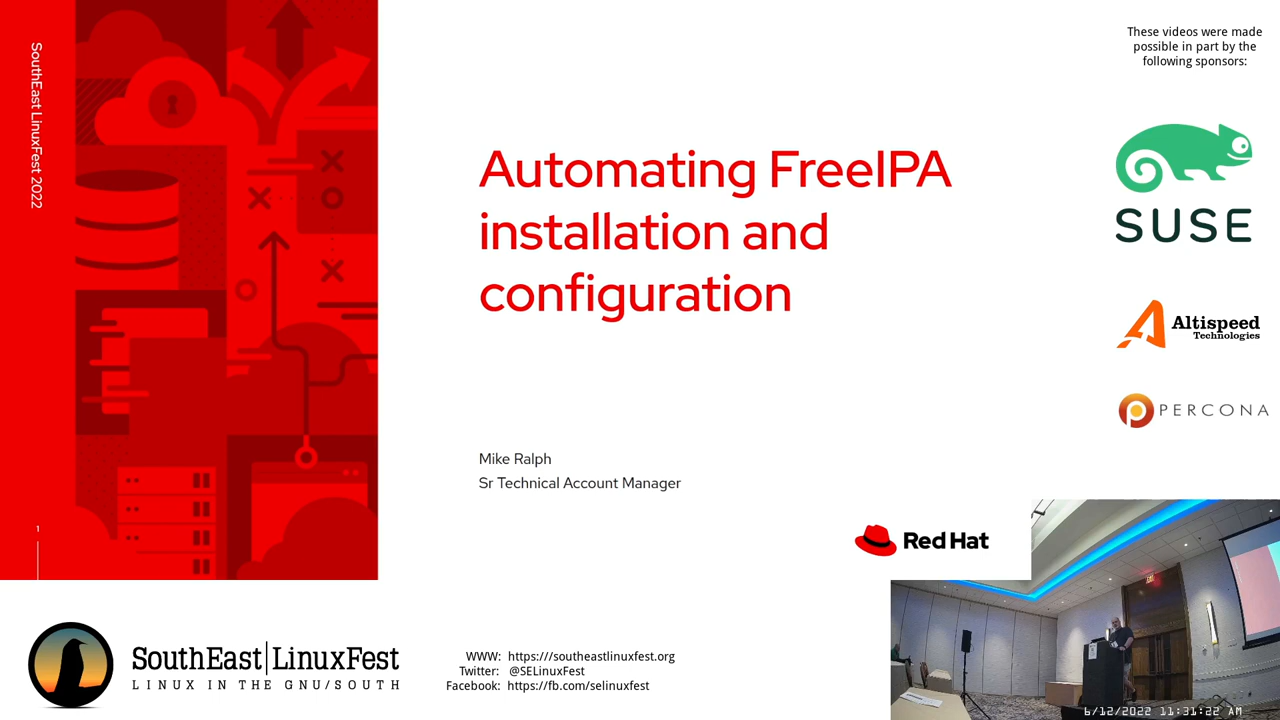 SouthEast LinuxFest 2022
1
Automating FreeIPA
installation and
configuration
Mike Ralph
Sr Technical Account Manager
Red Hat
These videos were made
possible in part by the
following sponsors:
SUSE
Altispeed
Technologies
PERCONA
SouthEast LinuxFest
LINUX IN THE GNU/SOUTH
WWW: https://southeastlinuxfest.org
Twitter: @SELinuxFest
Facebook: https://fb.com/selinuxfest
6/12/2022 11:31:22 AM